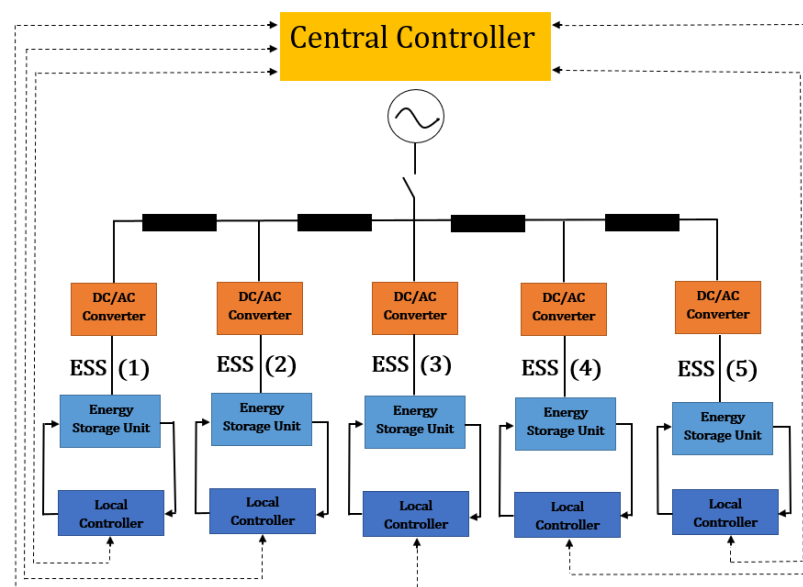 Central Controller
DC/AC
Converter
DC/AC
Converter
DC/AC
Converter
DC/AC
Converter
DC/AC
Converter
ESS (1)
ESS (2)
ESS (3)
ESS (4)
ESS (5)
Energy
Storage Unit
Energy
Storage Unit
Energy
Storage Unit
Energy
Storage Unit
Energy
Storage Unit
Local
Controller
Local
Controller
Local
Controller
Local
Controller
Local
Controller